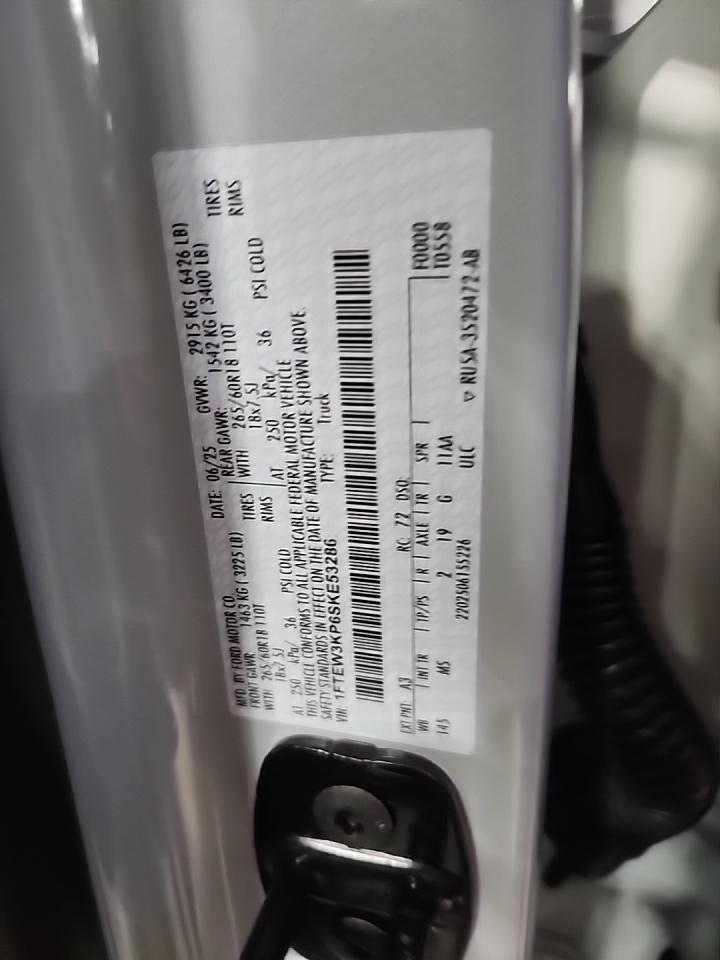 MFD. BY FORD MOTOR CO.
DATE: 06/25 GVWR: 2915 KG ( 6426 LB)
FRONT GAWR: 1463 KG ( 3225 LB) REAR GAWR: 1542 KG ( 3400 LB)
WITH 265/60R18 110T TIRES WITH 265/60R18 110T TIRES
18x7.5J RIMS 18x7.5J RIMS
AT 250 kPa/ 36 PSI COLD AT 250 kPa/ 36 PSI COLD
THIS VEHICLE CONFORMS TO ALL APPLICABLE FEDERAL MOTOR VEHICLE
SAFETY STANDARDS IN EFFECT ON THE DATE OF MANUFACTURE SHOWN ABOVE.
VIN: 1FTEW3KP6SKE53286 TYPE: Truck
EXT PNT: A3 RC: 72 DSO: F0000
WB INT TR TP/PS R AXLE TR SPR T0558
145 MS 2 19 G 11AA
2202506155226 ULC ▽ RU5A-3520472-AB